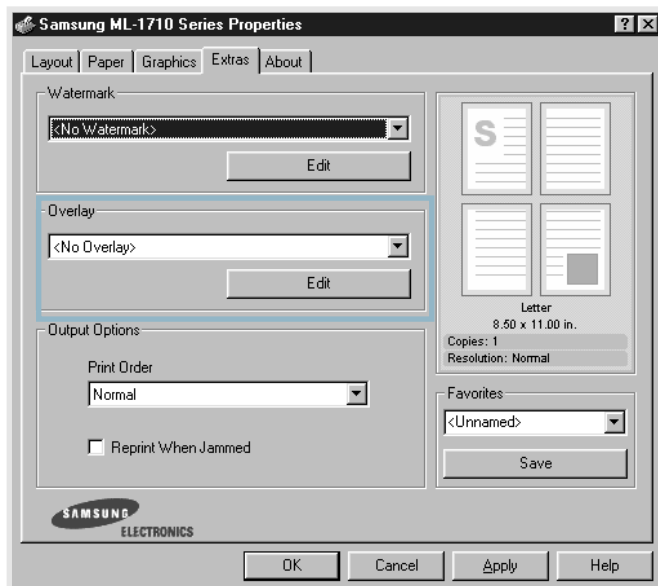 Samsung ML-1710 Series Properties
Layout Paper Graphics Extras About
Watermark
<No Watermark>
Edit
Overlay
<No Overlay>
Edit
Output Options
Print Order
Normal
Reprint When Jammed
S
Letter
8.50 x 11.00 in.
Copies: 1
Resolution: Normal
Favorites
<Unnamed>
Save
SAMSUNG
ELECTRONICS
OK Cancel Apply Help